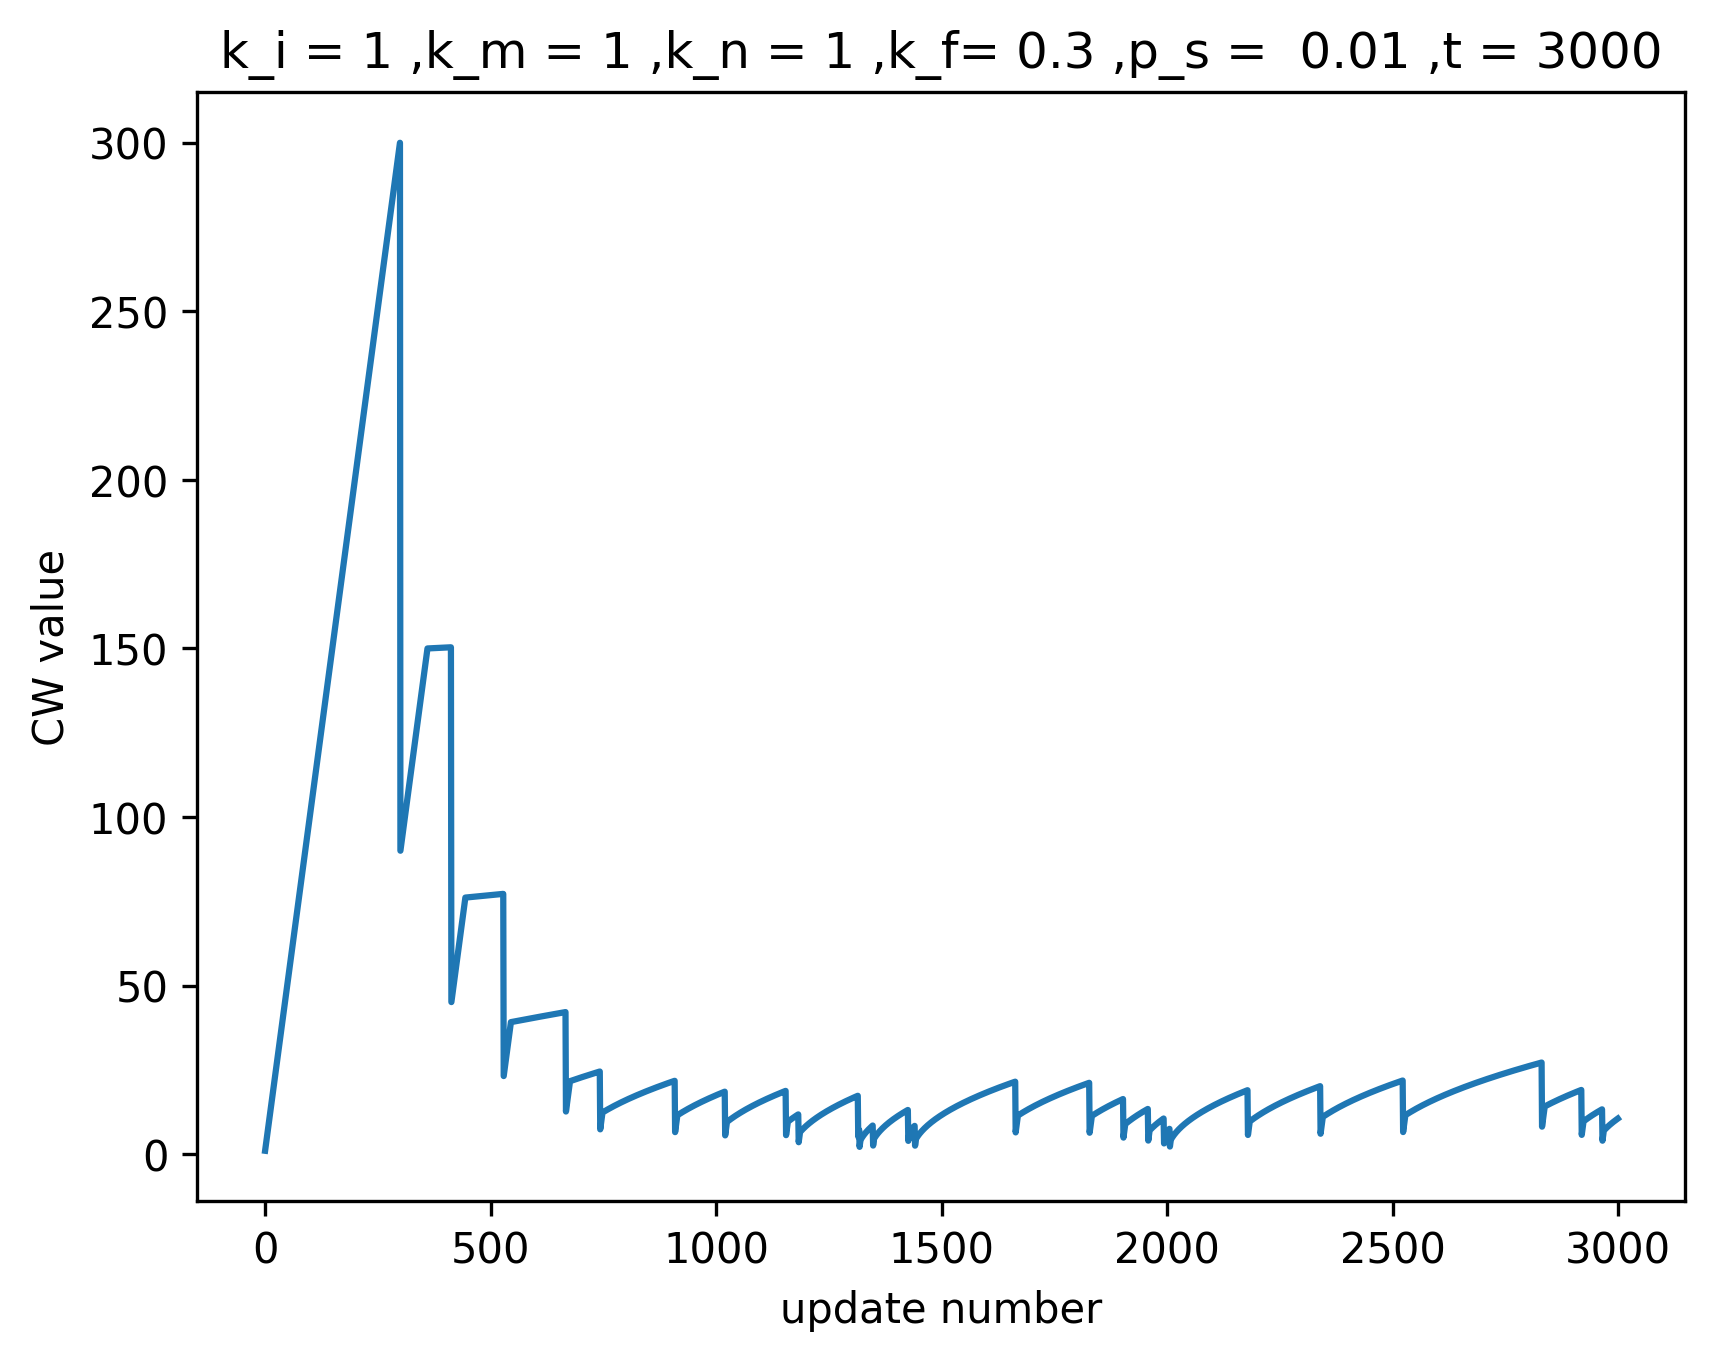 k_i = 1 ,k_m = 1 ,k_n = 1 ,k_f= 0.3 ,p_s =  0.01 ,t = 3000
300
250
200
150
100
50
0
CW value
0 500 1000 1500 2000 2500 3000
update number